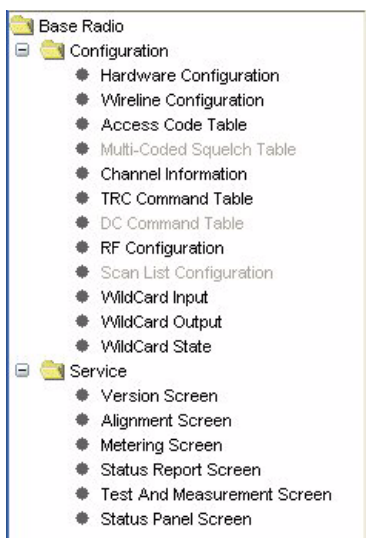 Base Radio
Configuration
Hardware Configuration
Wireline Configuration
Access Code Table
Multi-Coded Squelch Table
Channel Information
TRC Command Table
DC Command Table
RF Configuration
Scan List Configuration
WildCard Input
WildCard Output
WildCard State
Service
Version Screen
Alignment Screen
Metering Screen
Status Report Screen
Test And Measurement Screen
Status Panel Screen